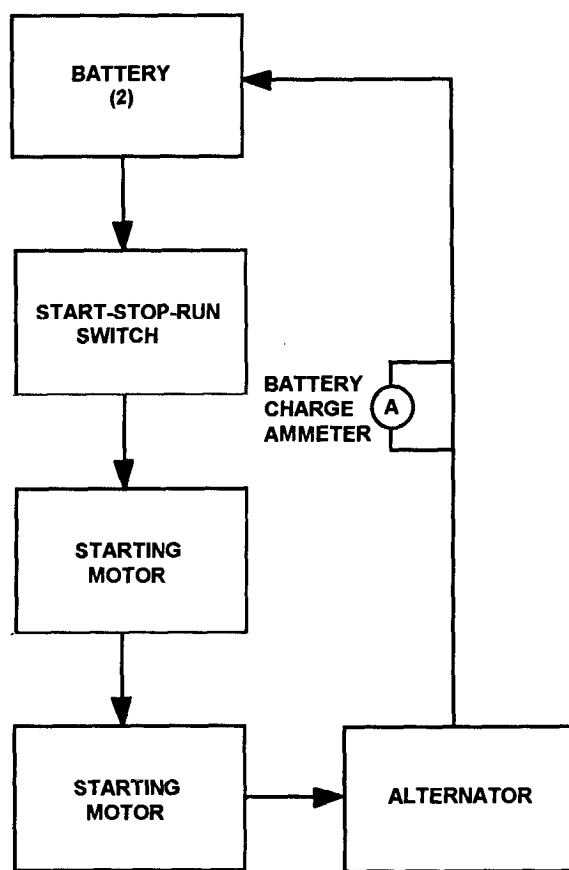 BATTERY
(2)
START-STOP-RUN
SWITCH
BATTERY
CHARGE
AMMETER
A
STARTING
MOTOR
STARTING
MOTOR
ALTERNATOR